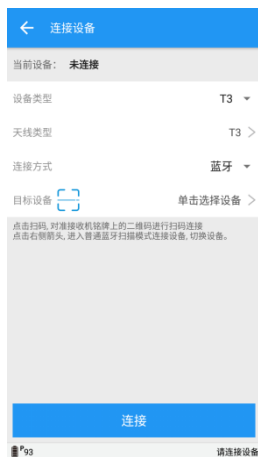 连接设备
当前设备： 未连接
设备类型 T3
天线类型 T3
连接方式 蓝牙
目标设备 单击选择设备
点击扫码, 对准接收机铭牌上的二维码进行扫码连接
点击右侧箭头, 进入普通蓝牙扫描模式连接设备, 切换设备。
连接
P93 请连接设备